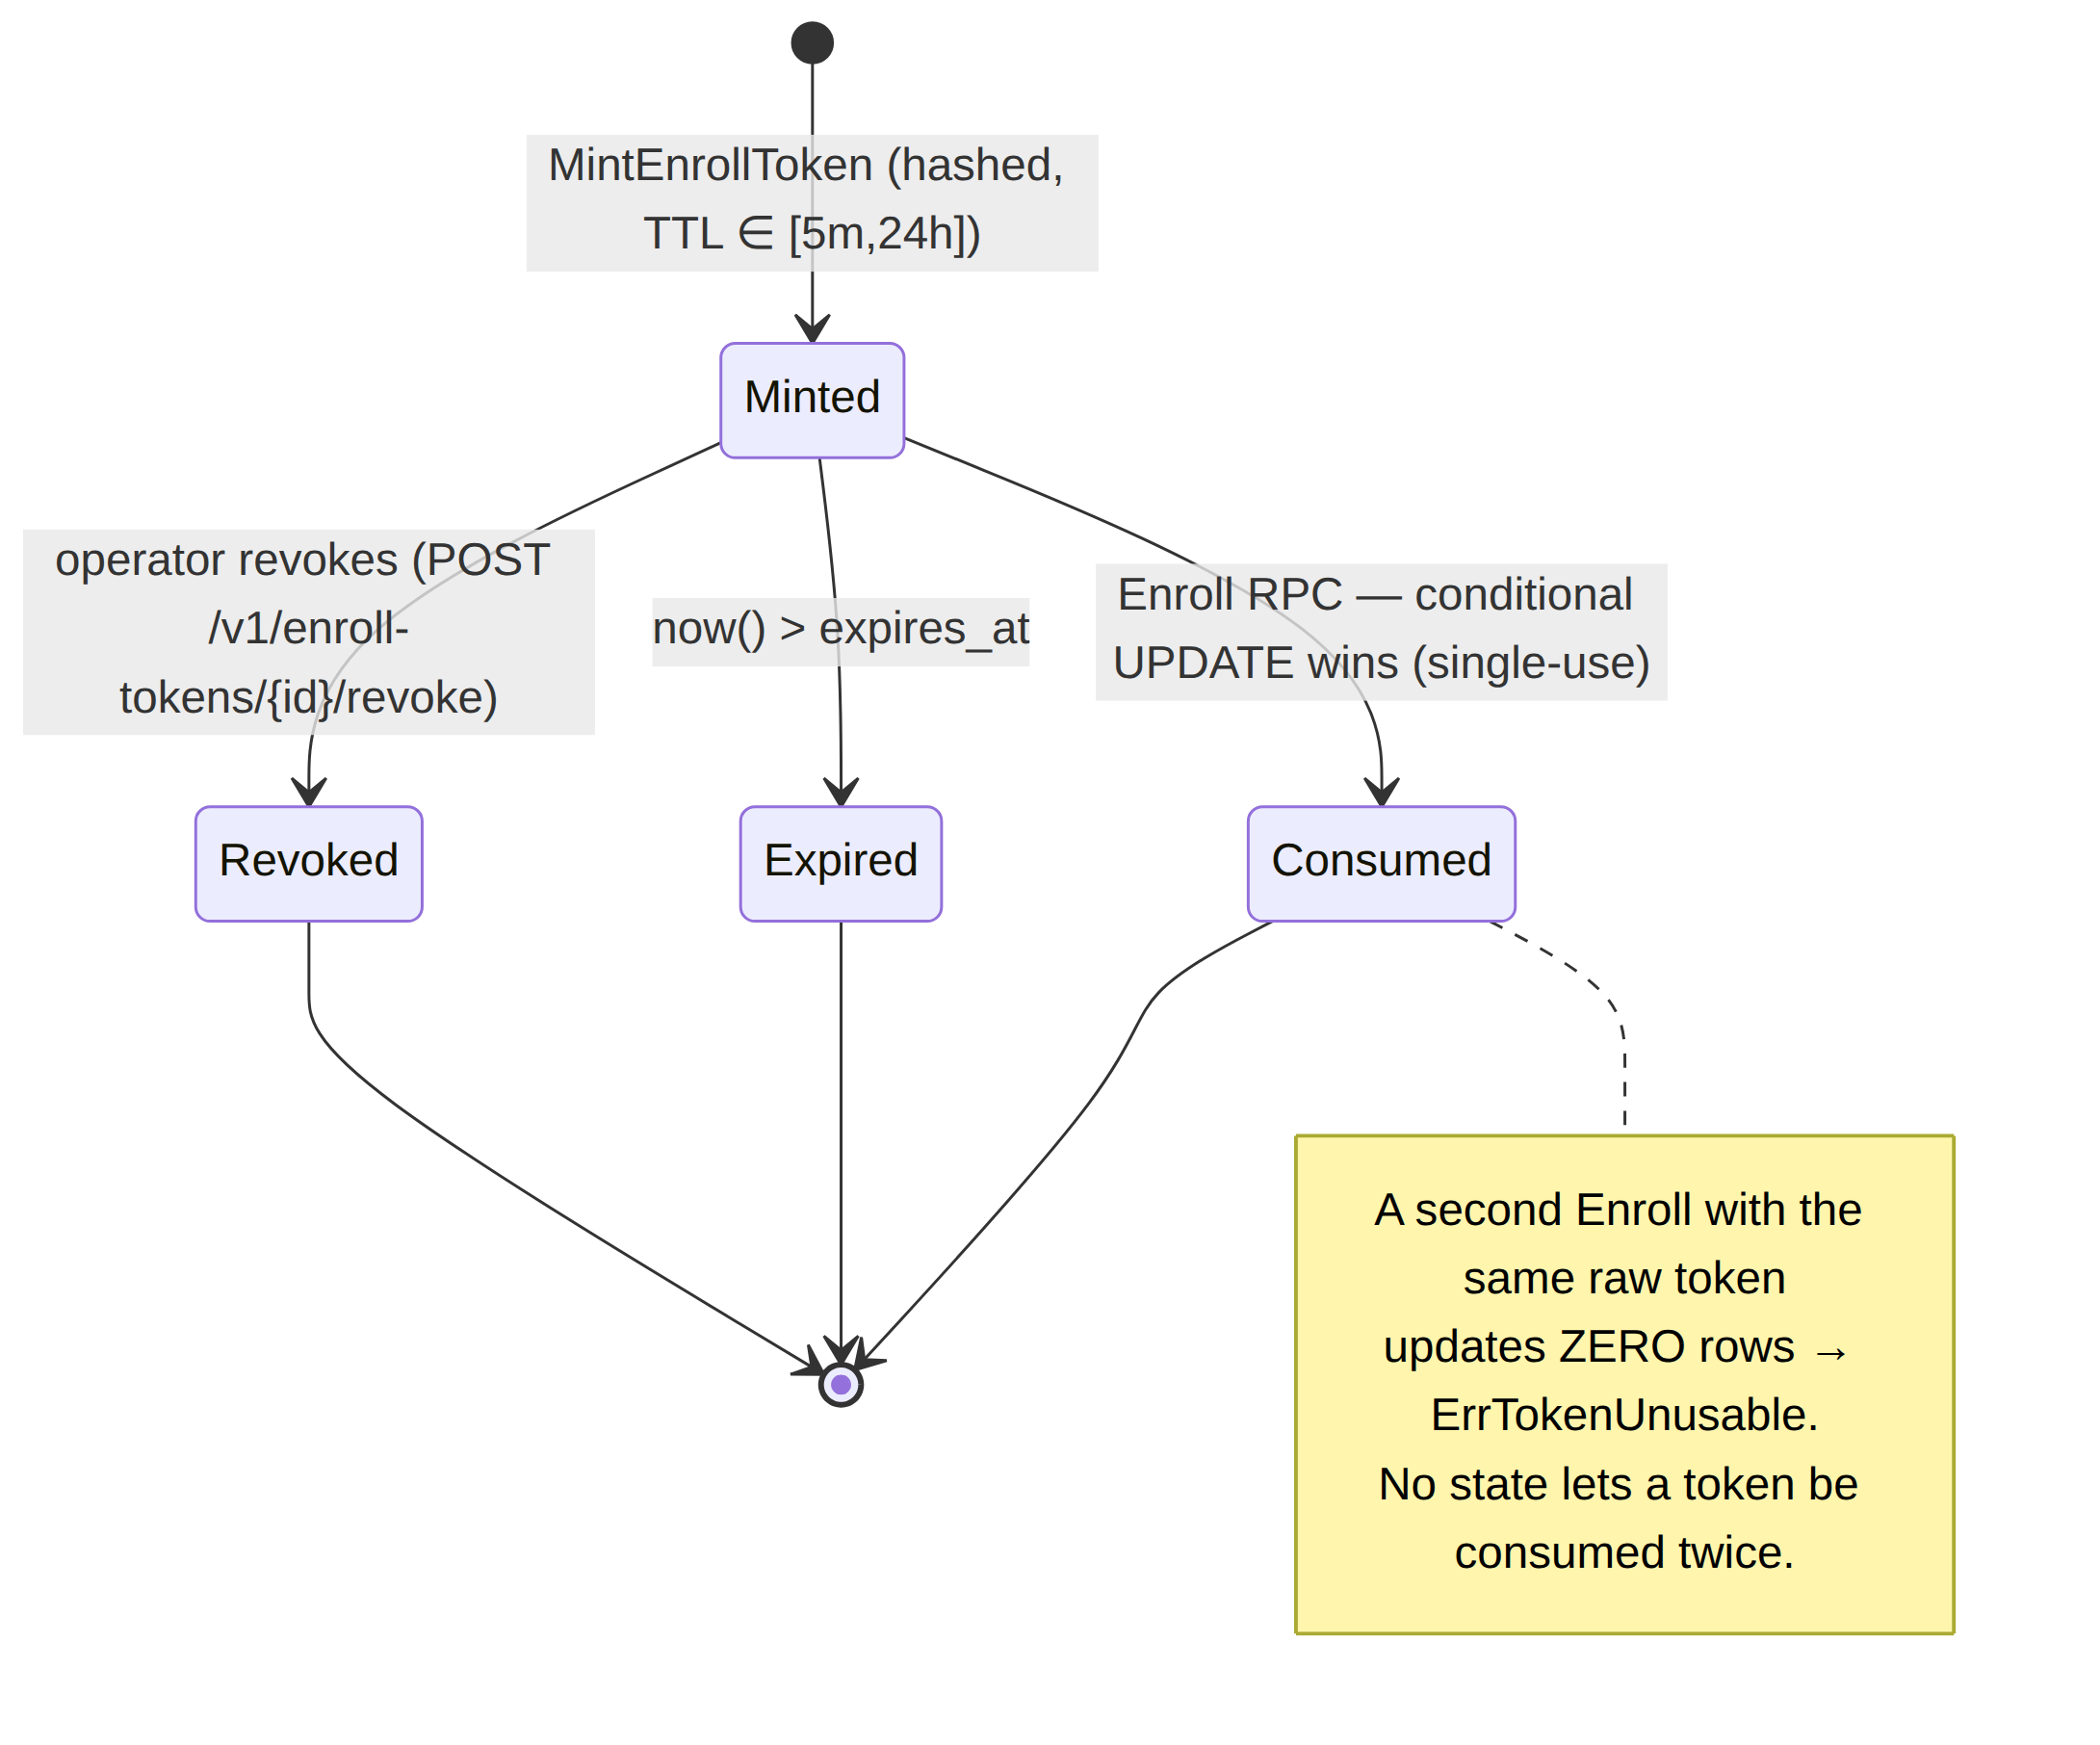 MintEnrollToken (hashed,
TTL ∈ [5m,24h])
Minted
operator revokes (POST
/v1/enroll-
tokens/{id}/revoke)
now() > expires_at
Enroll RPC — conditional
UPDATE wins (single-use)
Revoked
Expired
Consumed
A second Enroll with the
same raw token
updates ZERO rows →
ErrTokenUnusable.
No state lets a token be
consumed twice.